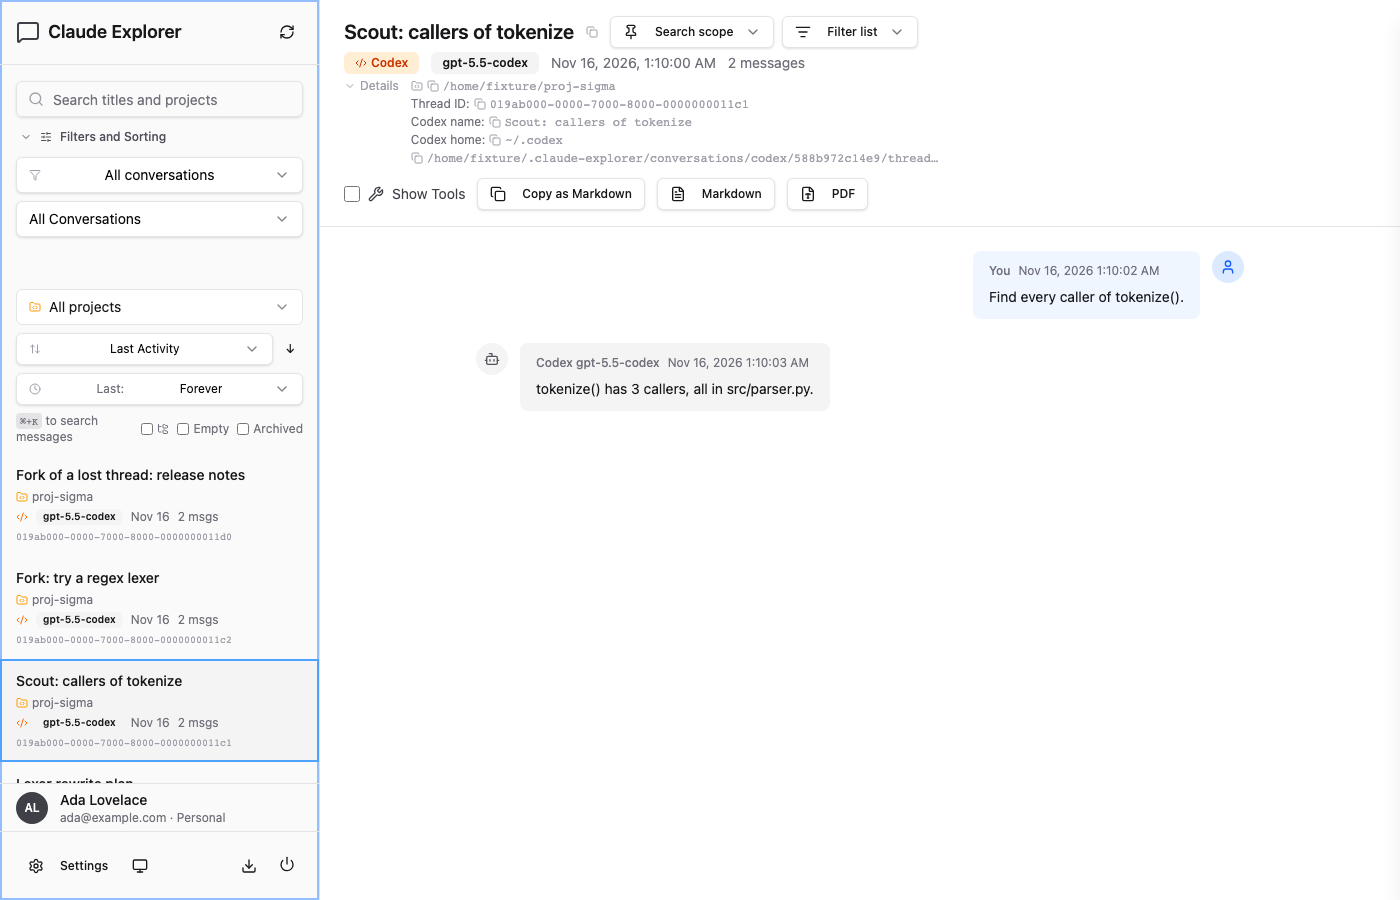 Claude Explorer
Search titles and projects
Filters and Sorting
All conversations
All Conversations
All projects
Last Activity
Last: Forever
⌘+K to search messages
Empty
Archived
Fork of a lost thread: release notes
proj-sigma
gpt-5.5-codex Nov 16 2 msgs
019ab000-0000-7000-8000-0000000011d0
Fork: try a regex lexer
proj-sigma
gpt-5.5-codex Nov 16 2 msgs
019ab000-0000-7000-8000-0000000011c2
Scout: callers of tokenize
proj-sigma
gpt-5.5-codex Nov 16 2 msgs
019ab000-0000-7000-8000-0000000011c1
Lexer rewrite plan
AL
Ada Lovelace
ada@example.com · Personal
Settings
Scout: callers of tokenize
Search scope
Filter list
Codex gpt-5.5-codex Nov 16, 2026, 1:10:00 AM 2 messages
Details /home/fixture/proj-sigma
Thread ID: 019ab000-0000-7000-8000-0000000011c1
Codex name: Scout: callers of tokenize
Codex home: ~/.codex
/home/fixture/.claude-explorer/conversations/codex/588b972c14e9/thread…
Show Tools
Copy as Markdown
Markdown
PDF
You Nov 16, 2026 1:10:02 AM
Find every caller of tokenize().
Codex gpt-5.5-codex Nov 16, 2026 1:10:03 AM
tokenize() has 3 callers, all in src/parser.py.